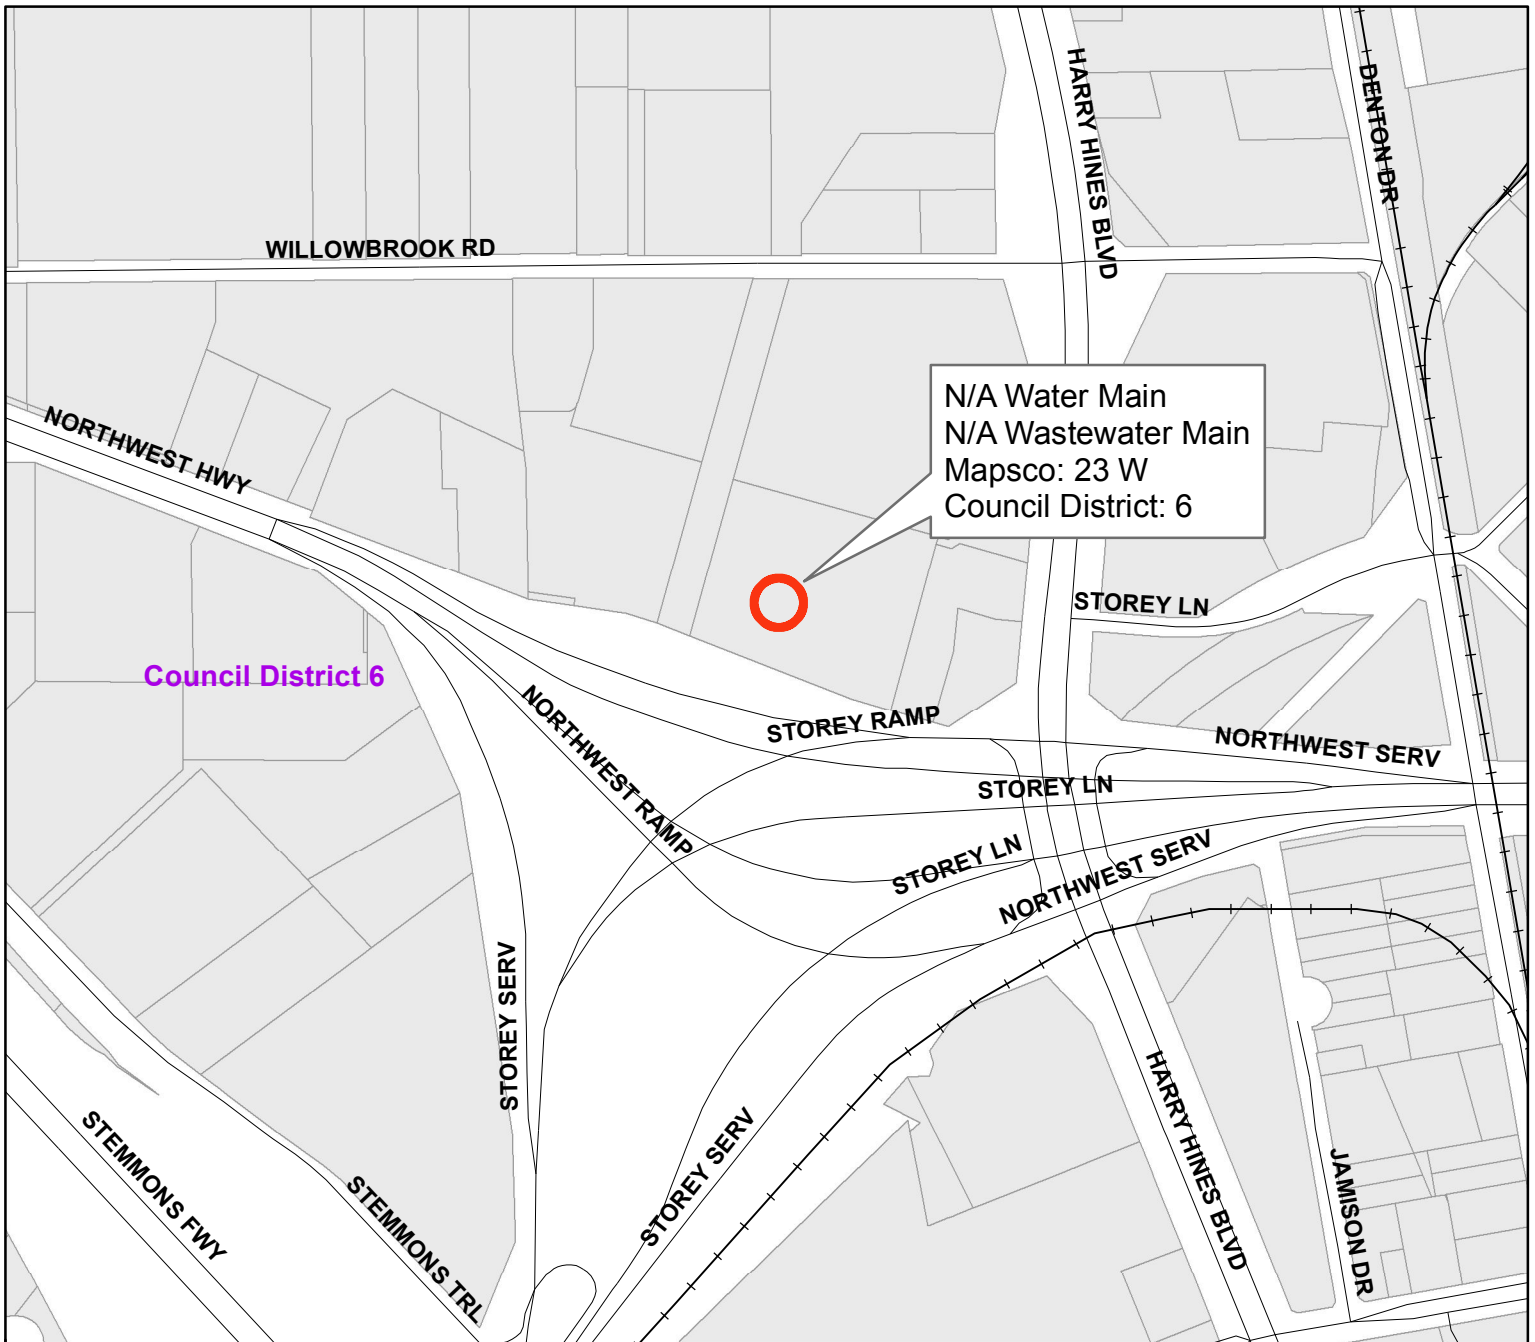 HARRY HINES BLVD
DENTON DR
WILLOWBROOK RD
N/A Water Main
N/A Wastewater Main
Mapsco: 23 W
Council District: 6
NORTHWEST HWY
STOREY LN
Council District 6
NORTHWEST RAMP
STOREY RAMP
NORTHWEST SERV
STOREY LN
STOREY LN
NORTHWEST SERV
STOREY SERV
STEMMONS FWY
STEMMONS TRL
STOREY SERV
HARRY HINES BLVD
JAMISON DR